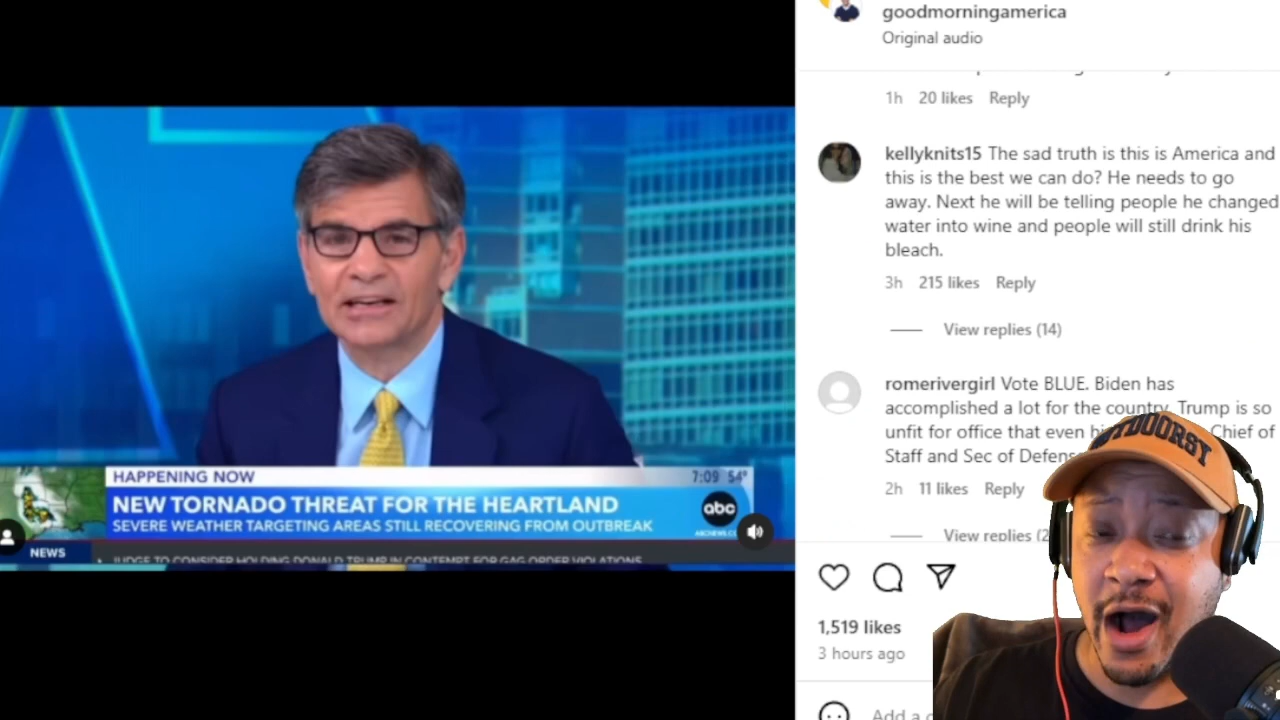 HAPPENING NOW
7:09 54°
NEW TORNADO THREAT FOR THE HEARTLAND
SEVERE WEATHER TARGETING AREAS STILL RECOVERING FROM OUTBREAK
abc
NEWS
JUDGE TO CONSIDER HOLDING DONALD TRUMP IN CONTEMPT FOR GAG ORDER VIOLATIONS
goodmorningamerica
Original audio
1h 20 likes Reply
kellyknits15 The sad truth is this is America and
this is the best we can do? He needs to go
away. Next he will be telling people he changed
water into wine and people will still drink his
bleach.
3h 215 likes Reply
View replies (14)
romerivergirl Vote BLUE. Biden has
accomplished a lot for the country. Trump is so
unfit for office that even Chief of
Staff and Sec of Defense
2h 11 likes Reply
View replies
1,519 likes
3 hours ago
Add a
OUTDOORSY